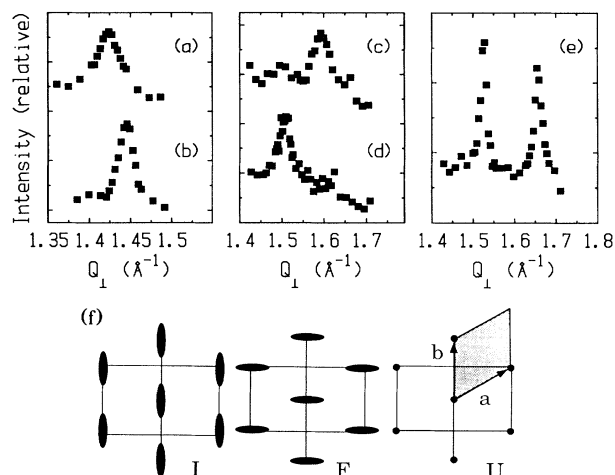 Intensity (relative)
(a)
(b)
(c)
(d)
(e)
1.35 1.4 1.45 1.5
1.4 1.5 1.6 1.7
1.4 1.5 1.6 1.7 1.8
Q⊥ (Å⁻¹)
Q⊥ (Å⁻¹)
Q⊥ (Å⁻¹)
(f)
b
a
I
F
U